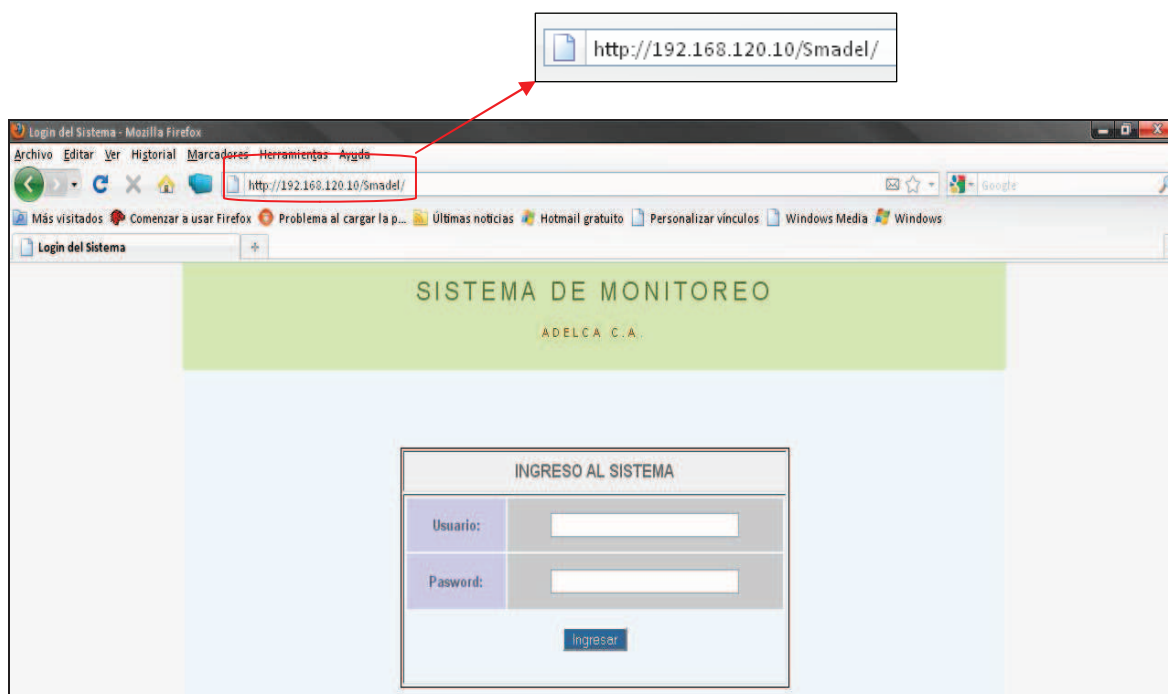 http://192.168.120.10/Smadel/
Login del Sistema - Mozilla Firefox
Archivo Editar Ver Historial Marcadores Herramientas Ayuda
http://192.168.120.10/Smadel/ Google
Más visitados Comenzar a usar Firefox Problema al cargar la p... Últimas noticias Hotmail gratuito Personalizar vínculos Windows Media Windows
Login del Sistema
SISTEMA DE MONITOREO
ADELCA C.A.
INGRESO AL SISTEMA
Usuario:
Pasword:
Ingresar